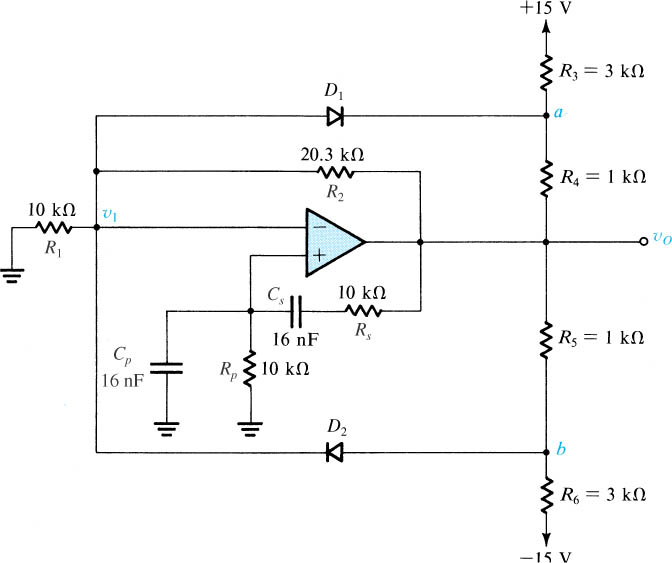 +15 V
R3 = 3 kΩ
D1
a
20.3 kΩ
R2
R4 = 1 kΩ
10 kΩ
v1
R1
−
+
vO
Cs
10 kΩ
16 nF
Rs
R5 = 1 kΩ
Cp
16 nF
Rp
10 kΩ
D2
b
R6 = 3 kΩ
−15 V